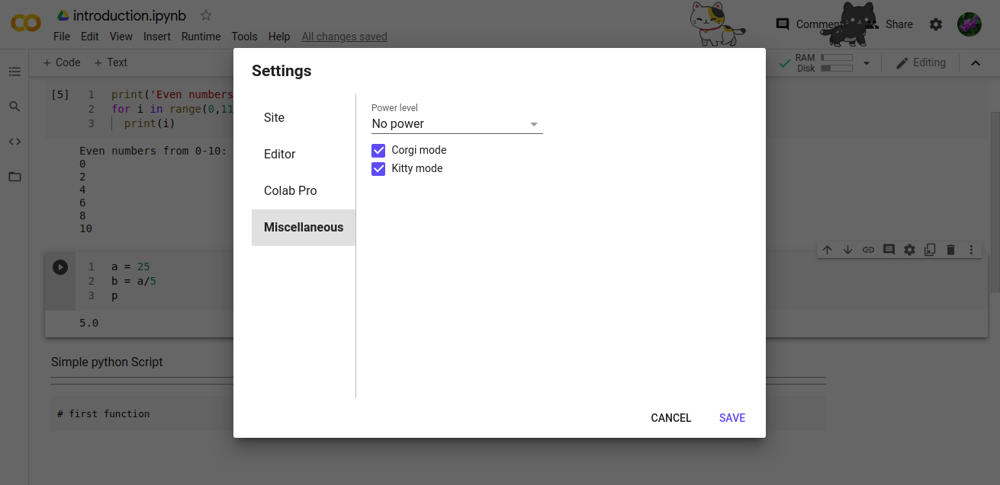 introduction.ipynb
File Edit View Insert Runtime Tools Help All changes saved
Comment Share
+ Code + Text
RAM
Disk
Editing
[5] 1 print('Even numbers
2 for i in range(0,11
3 print(i)
Even numbers from 0-10:
0
2
4
6
8
10
1 a = 25
2 b = a/5
3 p
5.0
Simple python Script
# first function
Settings
Site
Editor
Colab Pro
Miscellaneous
Power level
No power
Corgi mode
Kitty mode
CANCEL SAVE